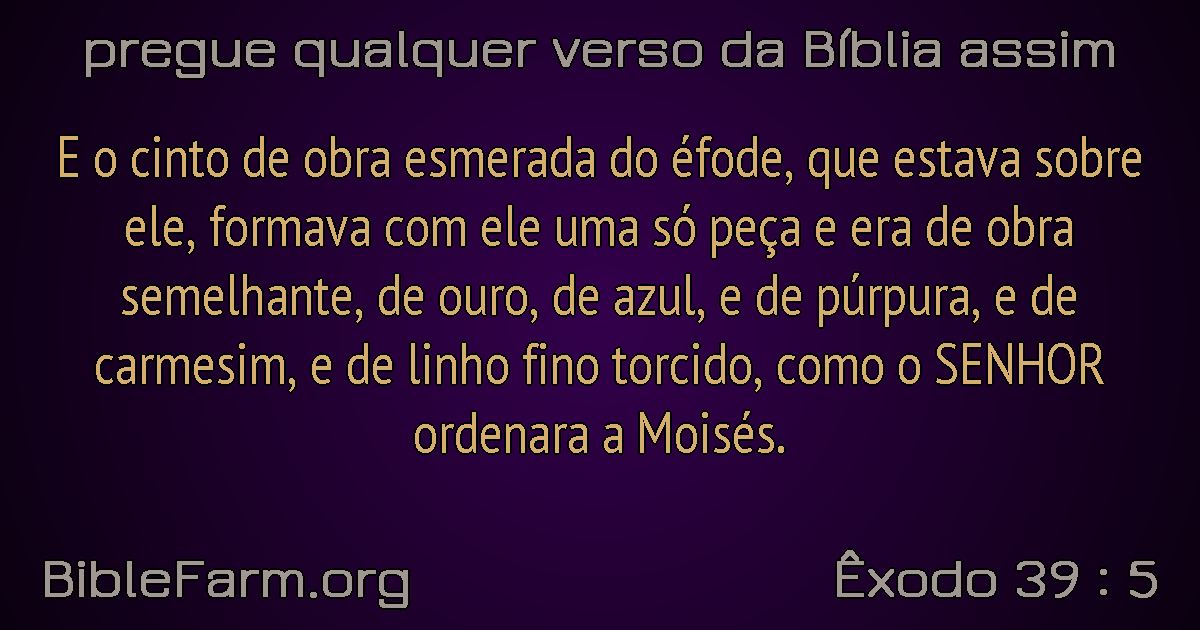 pregue qualquer verso da Bíblia assim
E o cinto de obra esmerada do éfode, que estava sobre
ele, formava com ele uma só peça e era de obra
semelhante, de ouro, de azul, e de púrpura, e de
carmesim, e de linho fino torcido, como o SENHOR
ordenara a Moisés.
BibleFarm.org
Êxodo 39 : 5